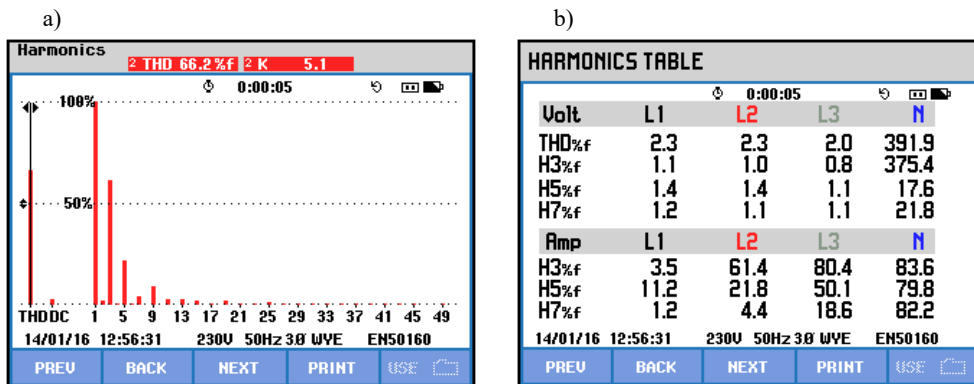 a)
Harmonics
2 THD 66.2%f 2 K 5.1
0:00:05
100%
50%
THDDC 1 5 9 13 17 21 25 29 33 37 41 45 49
14/01/16 12:56:31 230V 50Hz 3Ø WYE EN50160
PREV BACK NEXT PRINT USE
b)
HARMONICS TABLE
0:00:05
Volt L1 L2 L3 N
THD%f 2.3 2.3 2.0 391.9
H3%f 1.1 1.0 0.8 375.4
H5%f 1.4 1.4 1.1 17.6
H7%f 1.2 1.1 1.1 21.8
Amp L1 L2 L3 N
H3%f 3.5 61.4 80.4 83.6
H5%f 11.2 21.8 50.1 79.8
H7%f 1.2 4.4 18.6 82.2
14/01/16 12:56:31 230V 50Hz 3Ø WYE EN50160
PREV BACK NEXT PRINT USE